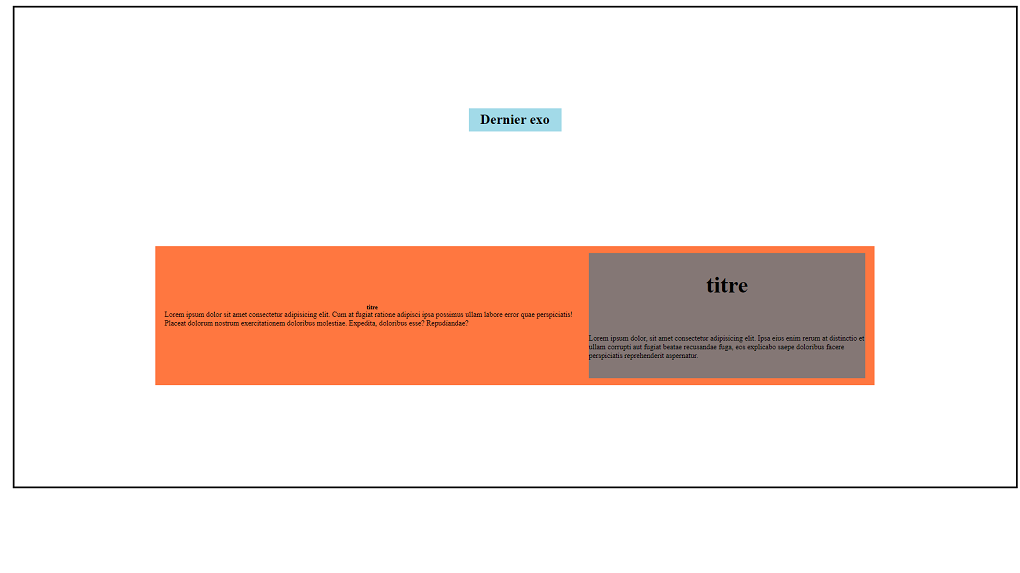 Dernier exo
titre
Lorem ipsum dolor sit amet consectetur adipisicing elit. Cum at fugiat ratione adipisci ipsa possimus ullam labore error quae perspiciatis!
Placeat dolorum nostrum exercitationem doloribus molestiae. Expedita, doloribus esse? Repudiandae?
titre
Lorem ipsum dolor, sit amet consectetur adipisicing elit. Ipsa eius enim rerum at distinctio et
ullam corrupti aut fugiat beatae recusandae fuga, eos explicabo saepe doloribus facere
perspiciatis reprehenderit aspernatur.